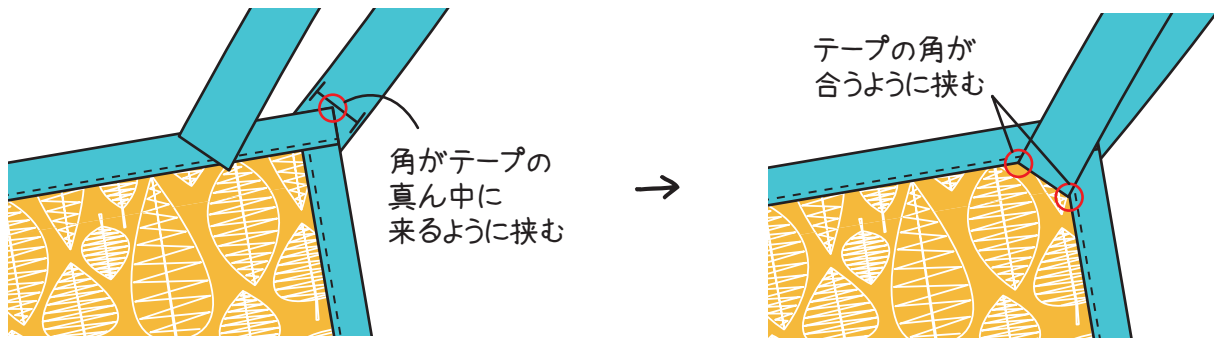 角がテープの
真ん中に
来るように挟む
テープの角が
合うように挟む